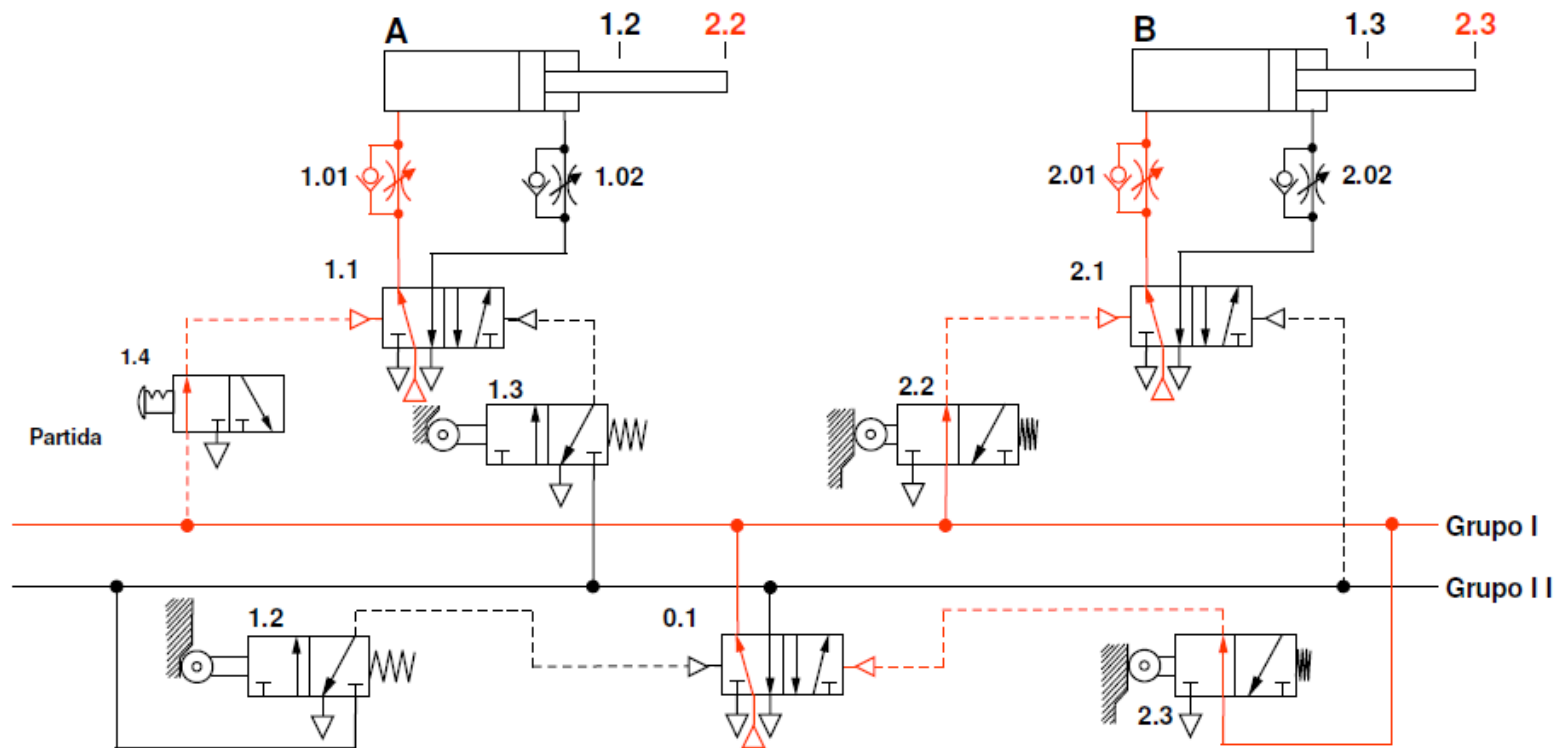 A 1.2 2.2 B 1.3 2.3
1.01 1.02 2.01 2.02
1.1 2.1
1.4 1.3 2.2
Partida
Grupo I
Grupo I I
1.2 0.1
2.3